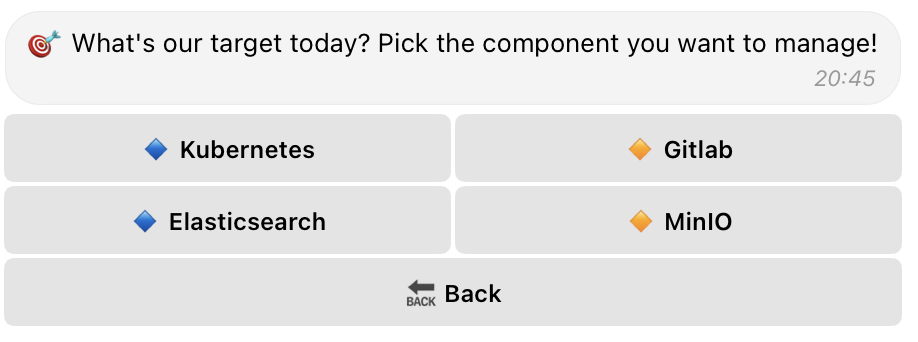 🎯 What's our target today? Pick the component you want to manage!
20:45
🔹 Kubernetes
🔸 Gitlab
🔹 Elasticsearch
🔸 MinIO
🔙 Back